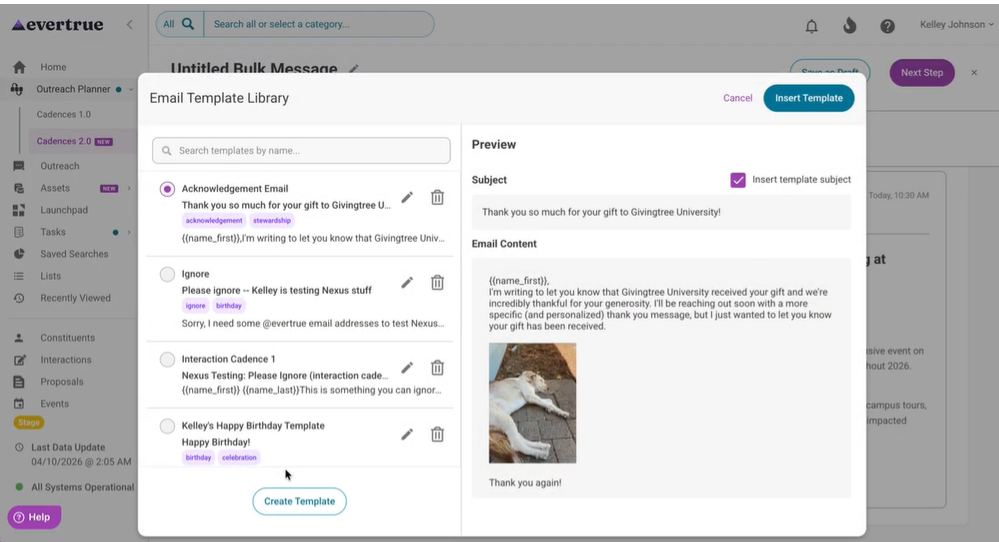 evertrue
All
Search all or select a category...
Kelley Johnson
Home
Outreach Planner
Cadences 1.0
Cadences 2.0 NEW
Outreach
Assets NEW
Launchpad
Tasks
Saved Searches
Lists
Recently Viewed
Constituents
Interactions
Proposals
Events
Stage
Last Data Update
04/10/2026 @ 2:05 AM
All Systems Operational
Help
Untitled Bulk Message
Save as Draft
Next Step
Email Template Library
Cancel
Insert Template
Search templates by name...
Acknowledgement Email
Thank you so much for your gift to Givingtree U...
acknowledgement stewardship
{{name_first}},I'm writing to let you know that Givingtree Univ...
Ignore
Please ignore -- Kelley is testing Nexus stuff
ignore birthday
Sorry, I need some @evertrue email addresses to test Nexus...
Interaction Cadence 1
Nexus Testing: Please Ignore (interaction cade...
{{name_first}} {{name_last}}This is something you can ignor...
Kelley's Happy Birthday Template
Happy Birthday!
birthday celebration
Create Template
Preview
Subject
Insert template subject
Thank you so much for your gift to Givingtree University!
Email Content
{{name_first}},
I'm writing to let you know that Givingtree University received your gift and we're
incredibly thankful for your generosity. I'll be reaching out soon with a more
specific (and personalized) thank you message, but I just wanted to let you know
your gift has been received.
Thank you again!
Today, 10:30 AM
at
event on
2026.
campus tours,
impacted